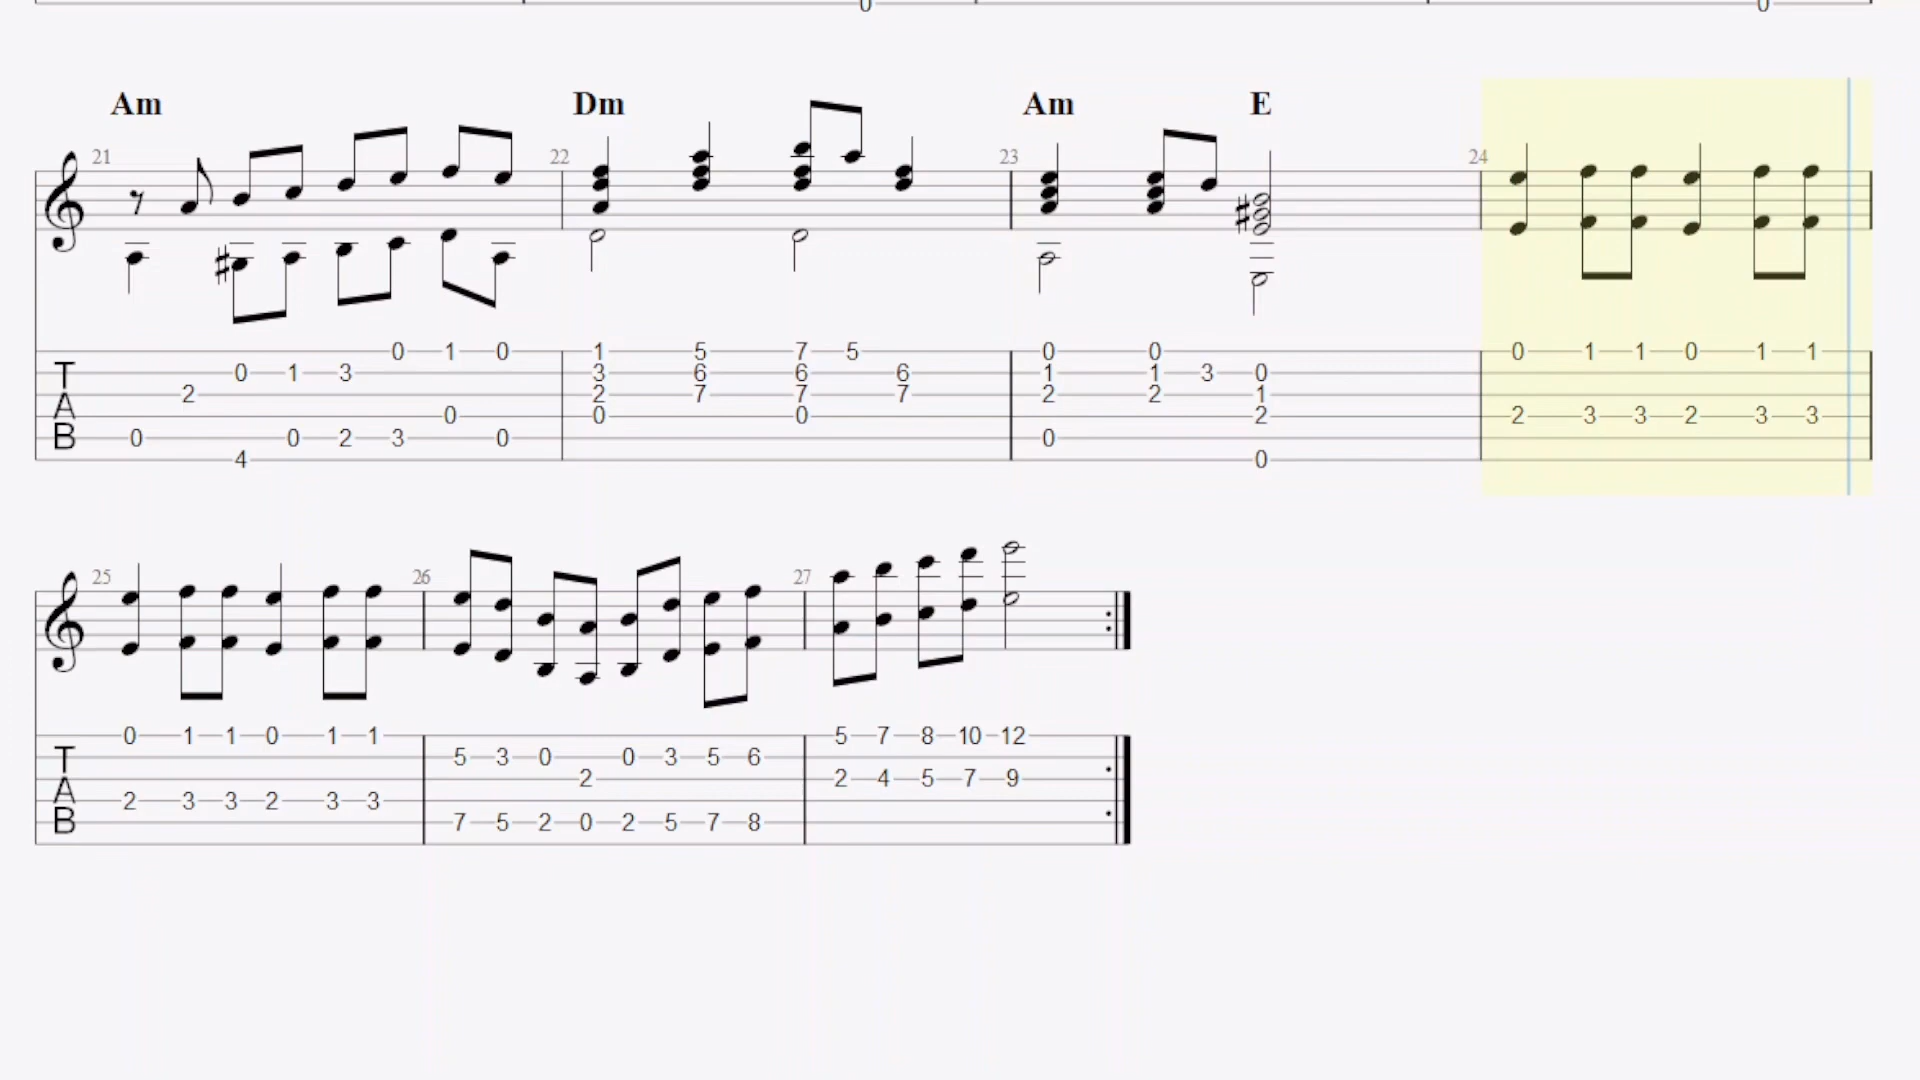 0 0
Am Dm Am E
21 22 23 24
0 1 0 1 5 7 5 0 0 0 1 1 0 1 1
T 0 1 3 3 6 6 6 1 1 3 0
2 2 7 7 7 2 2 1
A 0 0 0 2 2 3 3 2 3 3
B 0 0 2 3 0 0
4 0
25 26 27
0 1 1 0 1 1 5 7 8 10 12
T 5 3 0 0 3 5 6
2 2 4 5 7 9
A 2 3 3 2 3 3
B 7 5 2 0 2 5 7 8